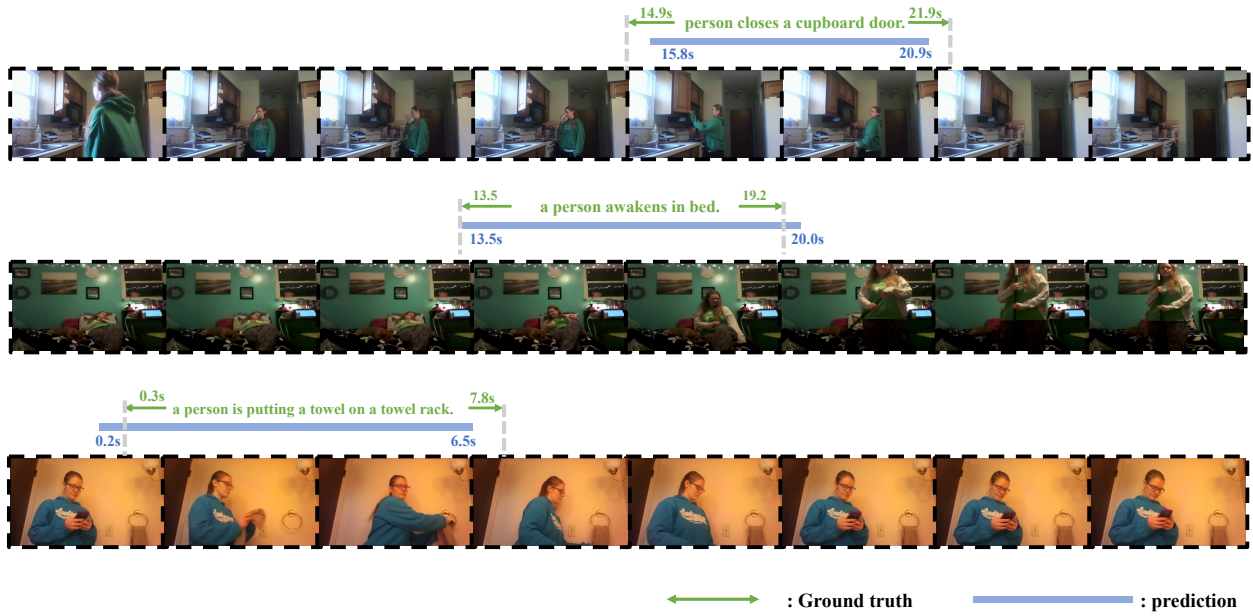 14.9s person closes a cupboard door. 21.9s
15.8s 20.9s
13.5 a person awakens in bed. 19.2
13.5s 20.0s
0.3s a person is putting a towel on a towel rack. 7.8s
0.2s 6.5s
: Ground truth : prediction